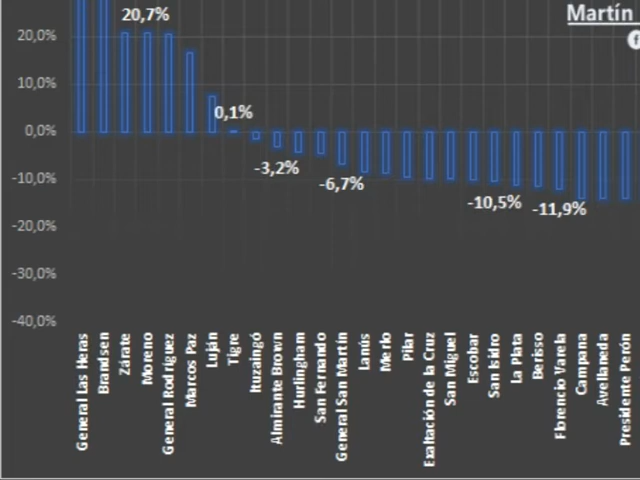 20,7%
Martín
f
20,0%
10,0%
0,1%
0,0%
-3,2%
-6,7%
-10,0%
-10,5%
-11,9%
-20,0%
-30,0%
-40,0%
General Las Heras
Brandsen
Zárate
Moreno
General Rodríguez
Marcos Paz
Luján
Tigre
Ituzaingó
Almirante Brown
Hurlingham
San Fernando
General San Martín
Lanús
Merlo
Pilar
Exaltación de la Cruz
San Miguel
Escobar
San Isidro
La Plata
Berisso
Florencio Varela
Campana
Avellaneda
Presidente Perón